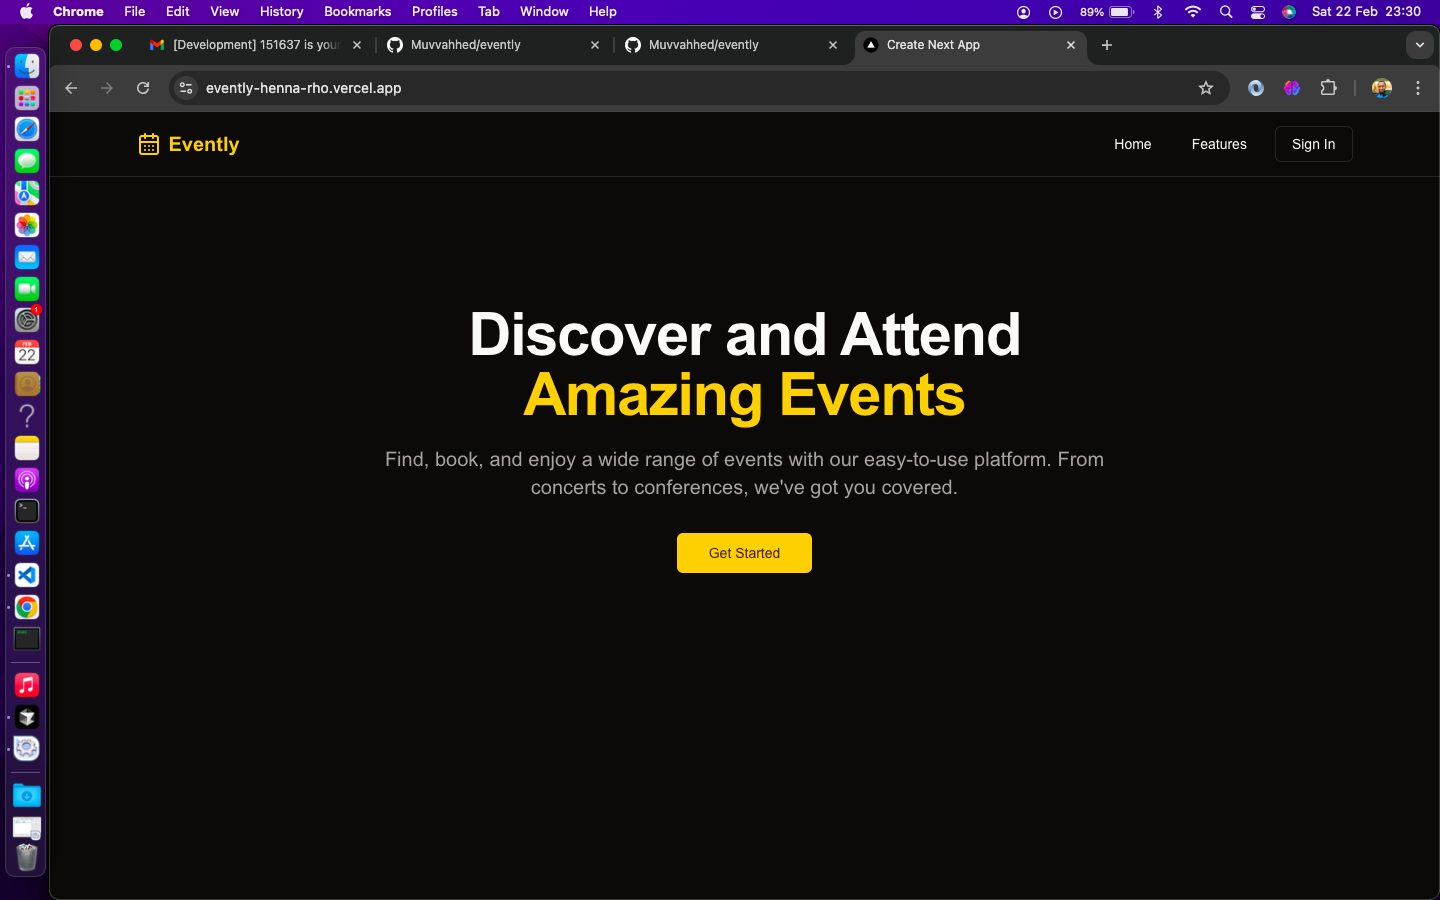 Chrome File Edit View History Bookmarks Profiles Tab Window Help 89% Sat 22 Feb 23:30
[Development] 151637 is your Muvvahhed/evently Muvvahhed/evently Create Next App
evently-henna-rho.vercel.app
Evently Home Features Sign In
Discover and Attend
Amazing Events
Find, book, and enjoy a wide range of events with our easy-to-use platform. From
concerts to conferences, we've got you covered.
Get Started
1
FEB
22